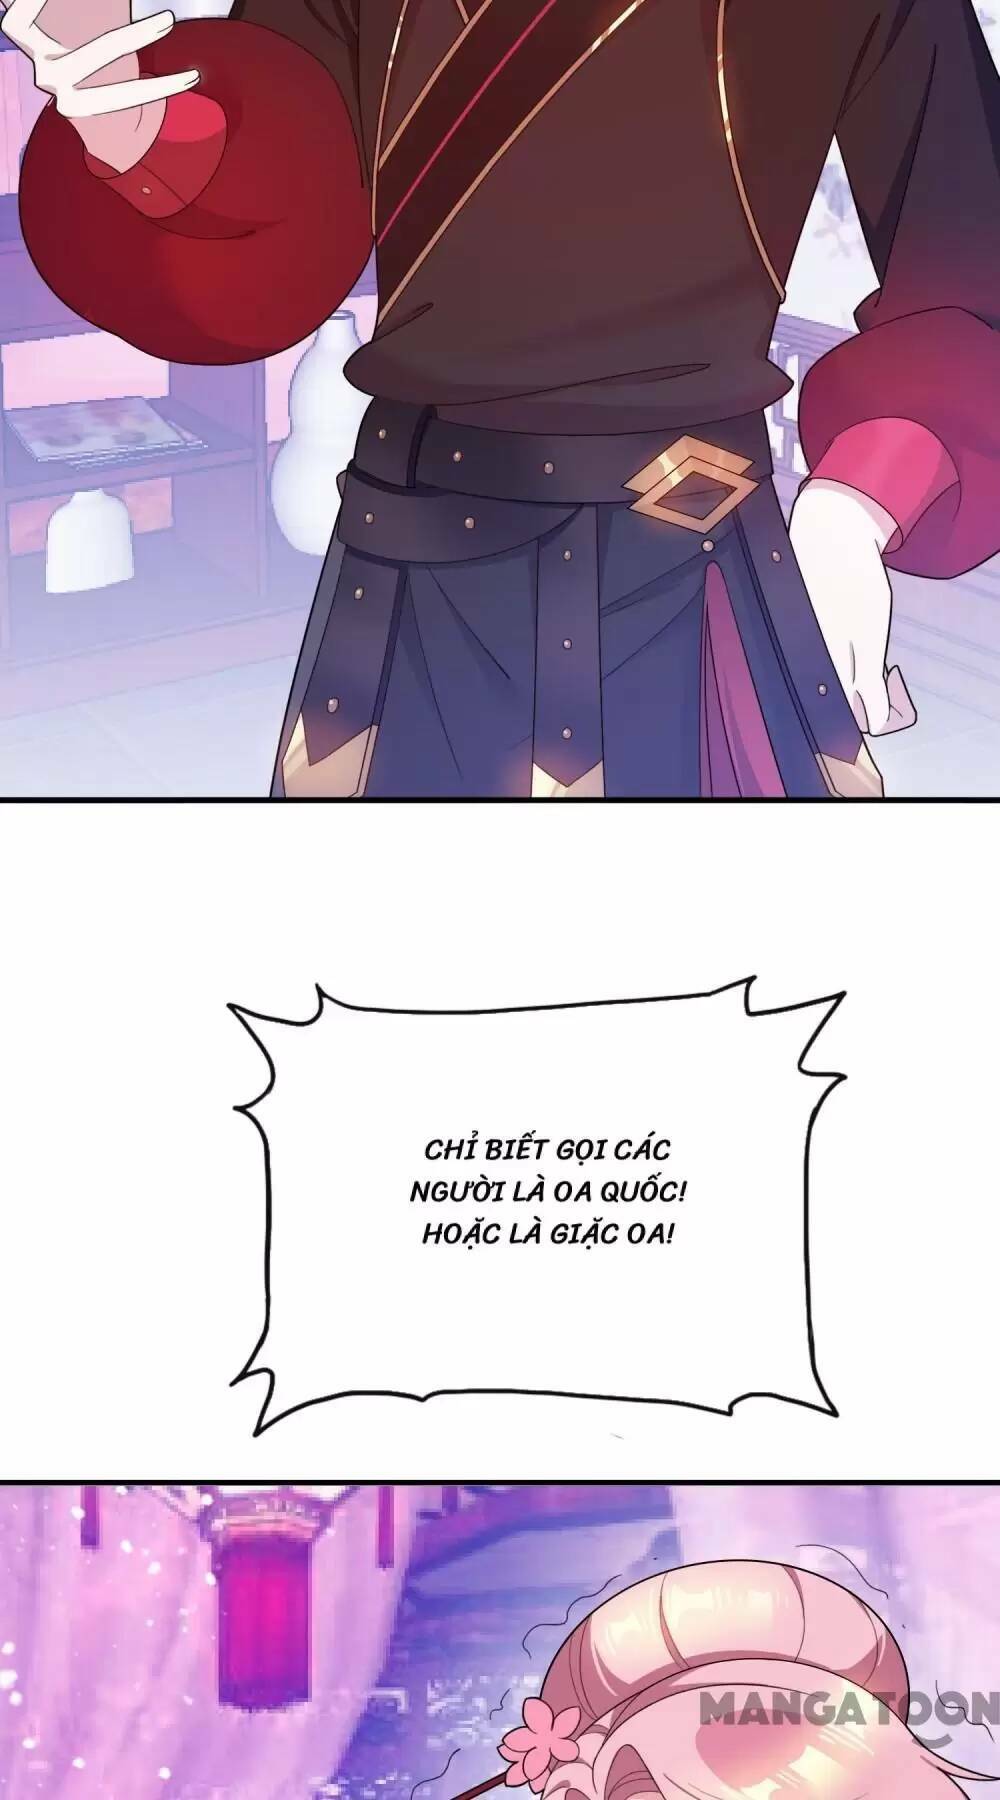 CHỈ BIẾT GỌI CÁC
NGƯỜI LÀ OA QUỐC!
HOẶC LÀ GIẶC OA!
MANGATOON